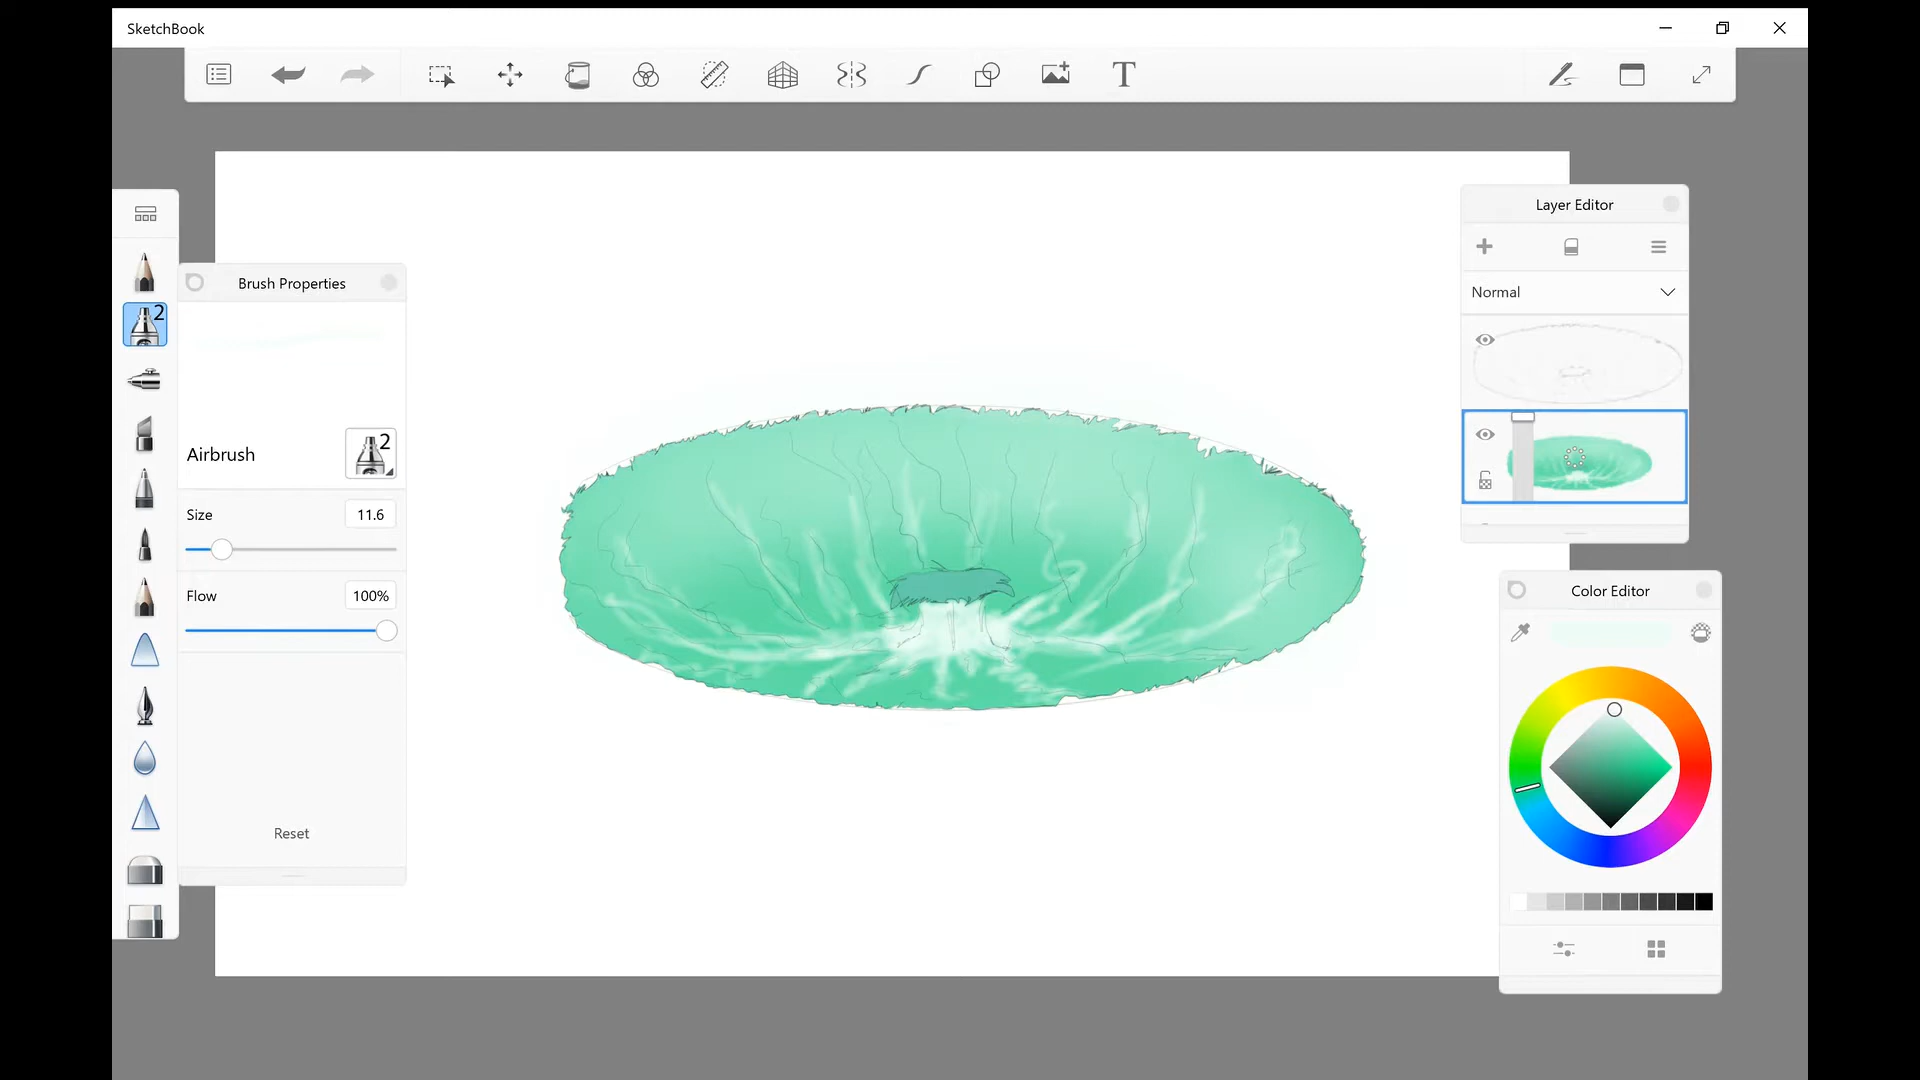 SketchBook
T
2
Brush Properties
Layer Editor
Normal
Airbrush
2
Size
11.6
Flow
100%
Color Editor
Reset